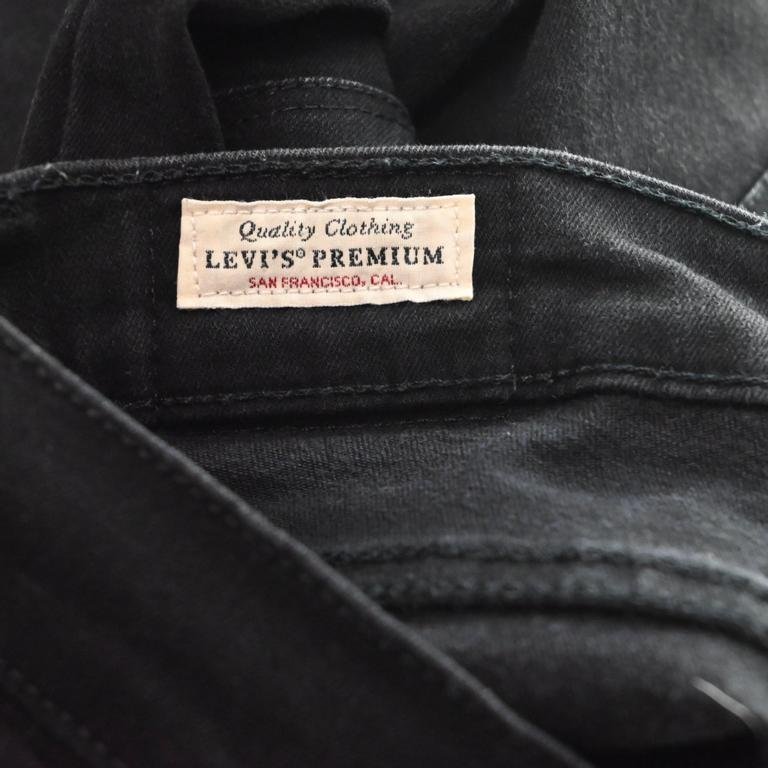 Quality Clothing
LEVI'S® PREMIUM
SAN FRANCISCO, CAL.